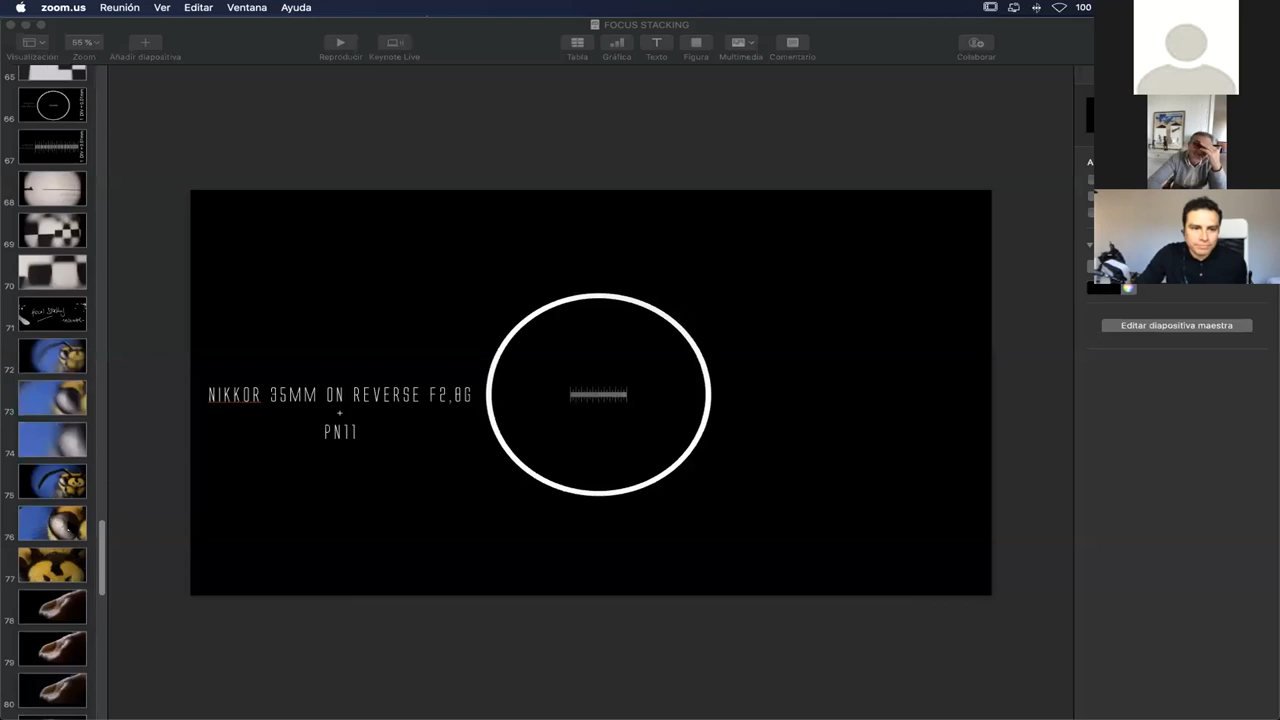 zoom.us Reunión Ver Editar Ventana Ayuda 100
FOCUS STACKING
55 %
Visualización Zoom Añadir diapositiva Reproducir Keynote Live Tabla Gráfica Texto Figura Multimedia Comentario Colaborar
65
66
67
68
69
70
71
72
73
74
75
76
77
78
79
80
NIKKOR 35MM ON REVERSE F2,8G
+
PN11
A
Editar diapositiva maestra